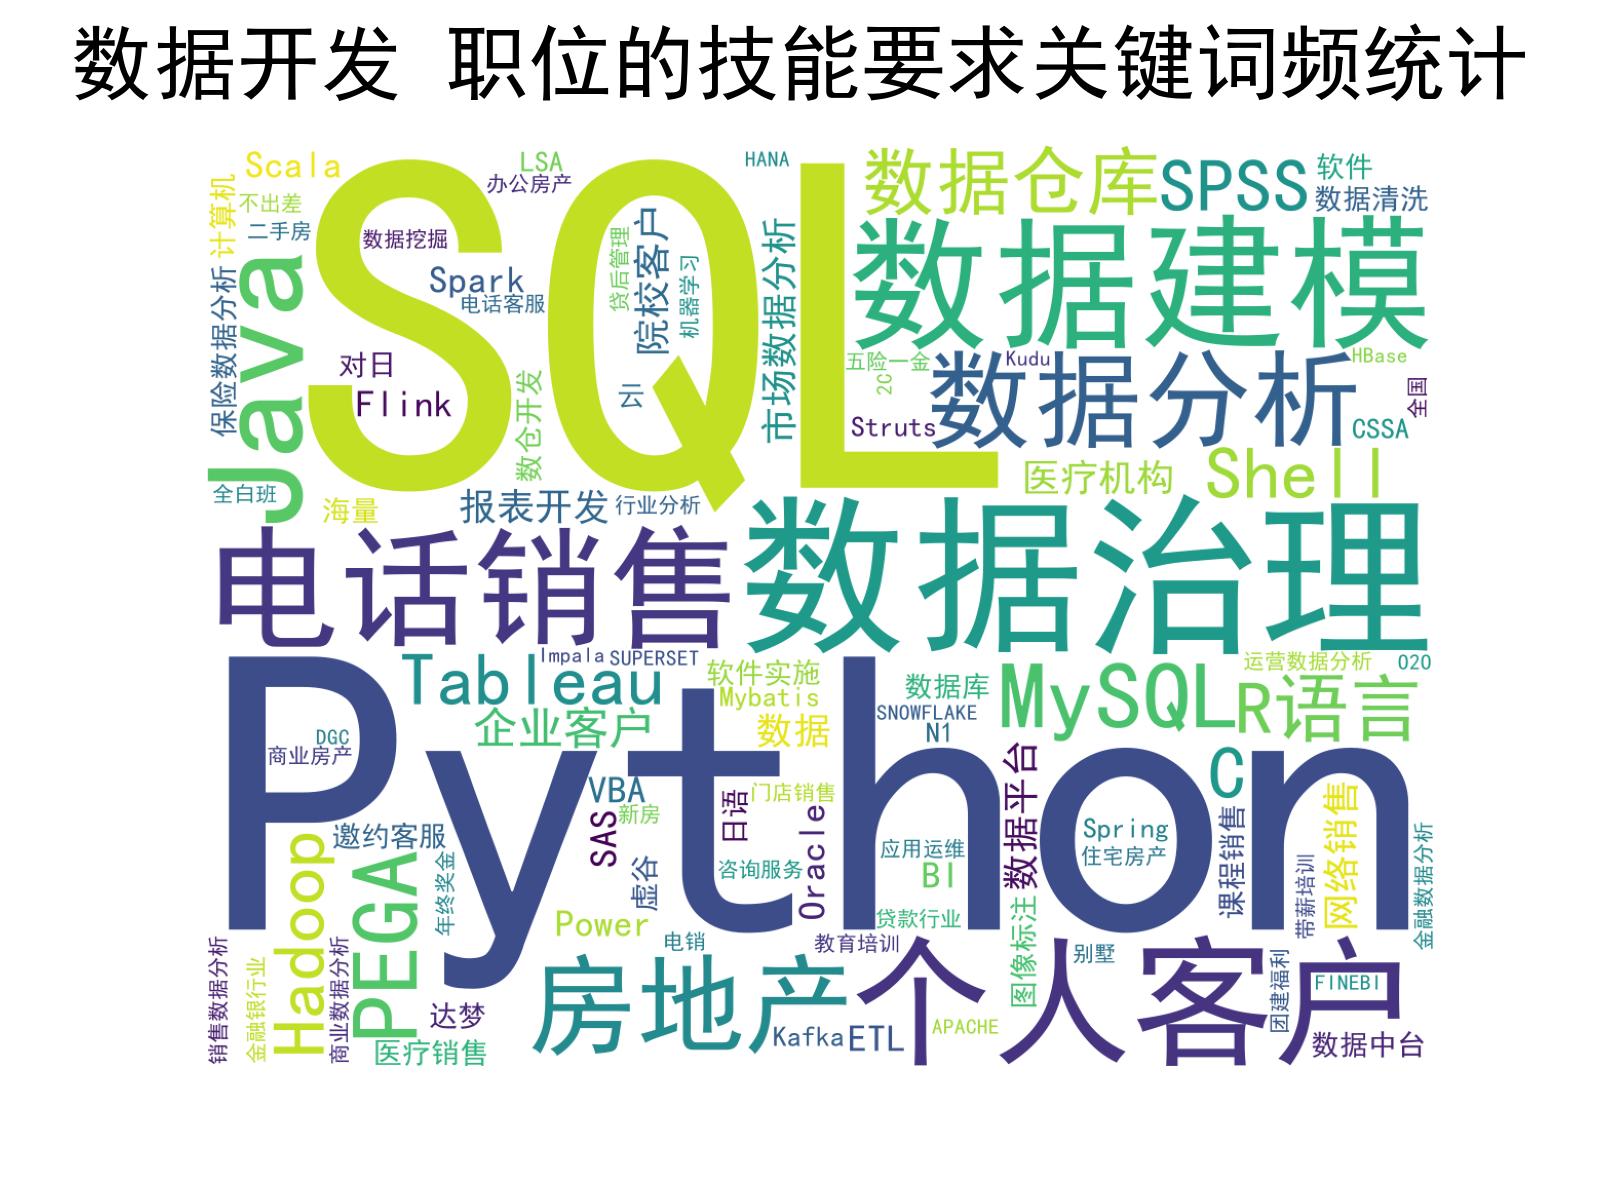 数据开发 职位的技能要求关键词频统计
Scala
LSA
HANA
数据仓库
SPSS
软件
办公房产
计算机
不出差
数据清洗
SQL
二手房
数据挖掘
贷后管理
院校客户
市场数据分析
数据建模
Java
保险数据分析
Spark
电话客服
机器学习
对日
Flink
数仓开发
云
五险一金
2C
Kudu
数据分析
HBase
全国
Struts
CSSA
全白班
海量
报表开发
行业分析
医疗机构
Shell
电话销售
数据治理
Impala
SUPERSET
Tableau
软件实施
Mybatis
数据库
MySQL
运营数据分析
O2O
R语言
企业客户
数据
SNOWFLAKE
N1
Python
DGC
商业房产
VBA
新房
日语
门店销售
数据平台
C
SAS
Oracle
Spring
住宅房产
课程销售
网络销售
邀约客服
Hadoop
PEGA
年终奖金
虚谷
咨询服务
应用运维
BI
带薪培训
金融数据分析
Power
贷款行业
图像标注
电销
教育培训
别墅
团建福利
FINEBI
销售数据分析
金融银行业
商业数据分析
达梦
医疗销售
房地产
个人客户
Kafka
ETL
APACHE
数据中台